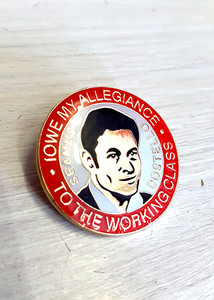 I OWE MY ALLEGIANCE
TO THE WORKING CLASS
SEAMUS
COSTELLO